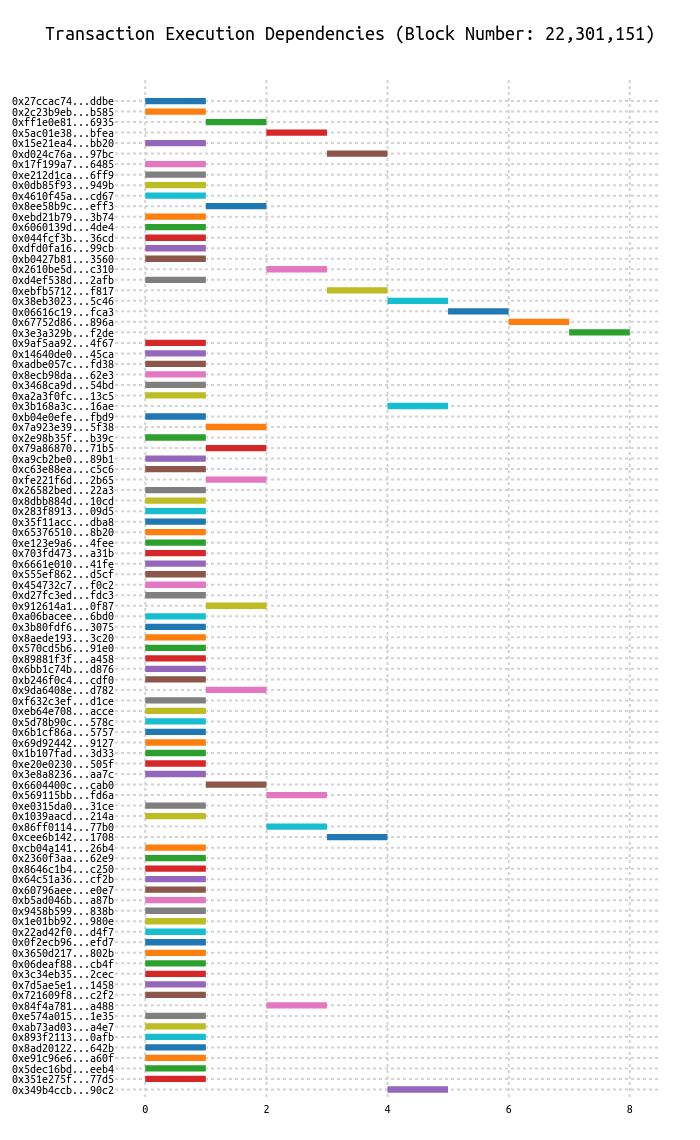 Transaction Execution Dependencies (Block Number: 22,301,151)
0x27ccac74...ddbe
0x2c23b9eb...b585
0xff1e0e81...6935
0x5ac01e38...bfea
0x15e21ea4...bb20
0xd024c76a...97bc
0x17f199a7...6485
0xe212d1ca...6ff9
0x0db85f93...949b
0x4610f45a...cd67
0x8ee58b9c...eff3
0xebd21b79...3b74
0x6060139d...4de4
0x044fcf3b...36cd
0xdfd0fa16...99cb
0xb0427b81...3560
0x2610be5d...c310
0xd4ef538d...2afb
0xebfb5712...f817
0x38eb3023...5c46
0x06616c19...fca3
0x67752d86...896a
0x3e3a329b...f2de
0x9af5aa92...4f67
0x14640de0...45ca
0xadbe057c...fd38
0x8ecb98da...62e3
0x3468ca9d...54bd
0xa2a3f0fc...13c5
0x3b168a3c...16ae
0xb04e0efe...fbd9
0x7a923e39...5f38
0x2e98b35f...b39c
0x79a86870...71b5
0xa9cb2be0...89b1
0xc63e88ea...c5c6
0xfe221f6d...2b65
0x26582bed...22a3
0x8dbb884d...10cd
0x283f8913...09d5
0x35f11acc...dba8
0x65376510...8b20
0xe123e9a6...4fee
0x703fd473...a31b
0x6661e010...41fe
0x555ef862...d5cf
0x454732c7...f0c2
0xd27fc3ed...fdc3
0x912614a1...0f87
0xa06bacee...6bd0
0x3b80fdf6...3075
0x8aede193...3c20
0x570cd5b6...91e0
0x89881f3f...a458
0x6bb1c74b...d876
0xb246f0c4...cdf0
0x9da6408e...d782
0xf632c3ef...d1ce
0xeb64e708...acce
0x5d78b90c...578c
0x6b1cf86a...5757
0x69d92442...9127
0x1b107fad...3d33
0xe20e0230...505f
0x3e8a8236...aa7c
0x6604400c...cab0
0x569115bb...fd6a
0xe0315da0...31ce
0x1039aacd...214a
0x86ff0114...77b0
0xcee6b142...1708
0xcb04a141...26b4
0x2360f3aa...62e9
0x8646c1b4...c250
0x64c51a36...cf2b
0x60796aee...e0e7
0xb5ad046b...a87b
0x9458b599...838b
0x1e01bb92...980e
0x22ad42f0...d4f7
0x0f2ecb96...efd7
0x3650d217...802b
0x06deaf88...cb4f
0x3c34eb35...2cec
0x7d5ae5e1...1458
0x721609f8...c2f2
0x84f4a781...a488
0xe574a015...1e35
0xab73ad03...a4e7
0x893f2113...0afb
0x8ad20122...642b
0xe91c96e6...a60f
0x5dec16bd...eeb4
0x351e275f...77d5
0x349b4ccb...90c2
0 2 4 6 8